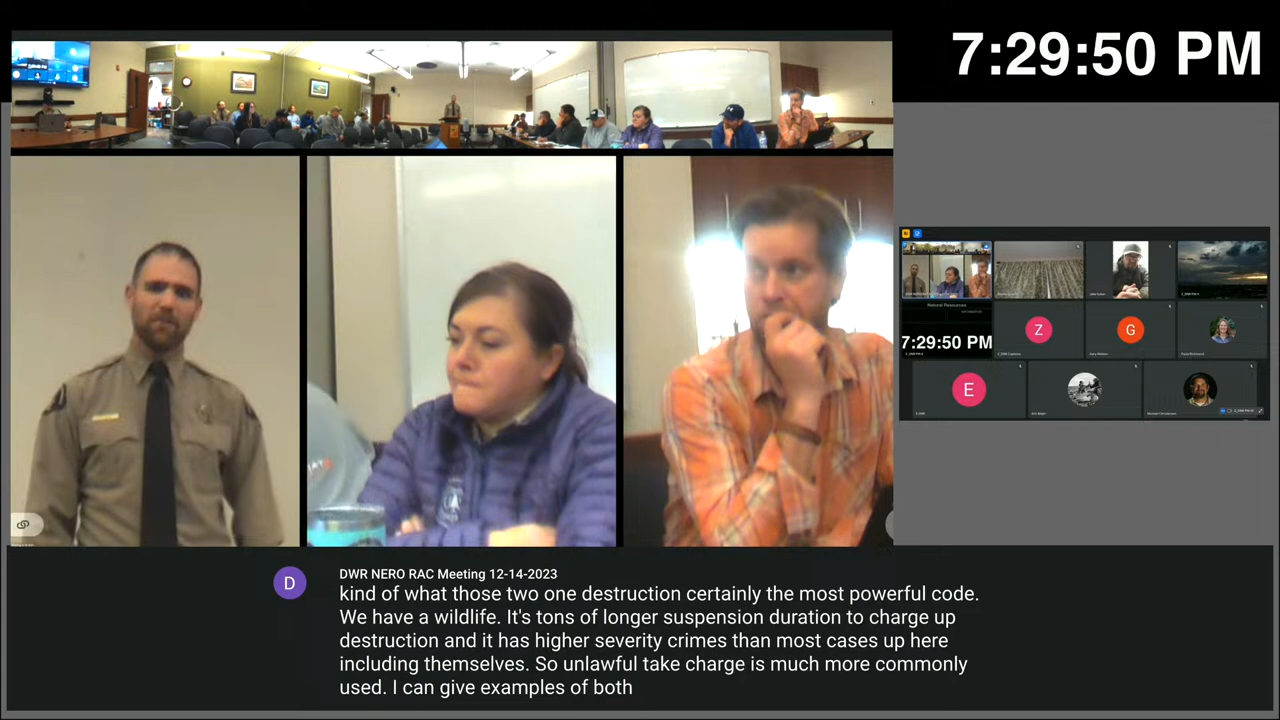 7:29:50 PM
Natural Resources
7:29:50 PM
Z
G
E
D
DWR NERO RAC Meeting 12-14-2023
kind of what those two one destruction certainly the most powerful code.
We have a wildlife. It's tons of longer suspension duration to charge up
destruction and it has higher severity crimes than most cases up here
including themselves. So unlawful take charge is much more commonly
used. I can give examples of both